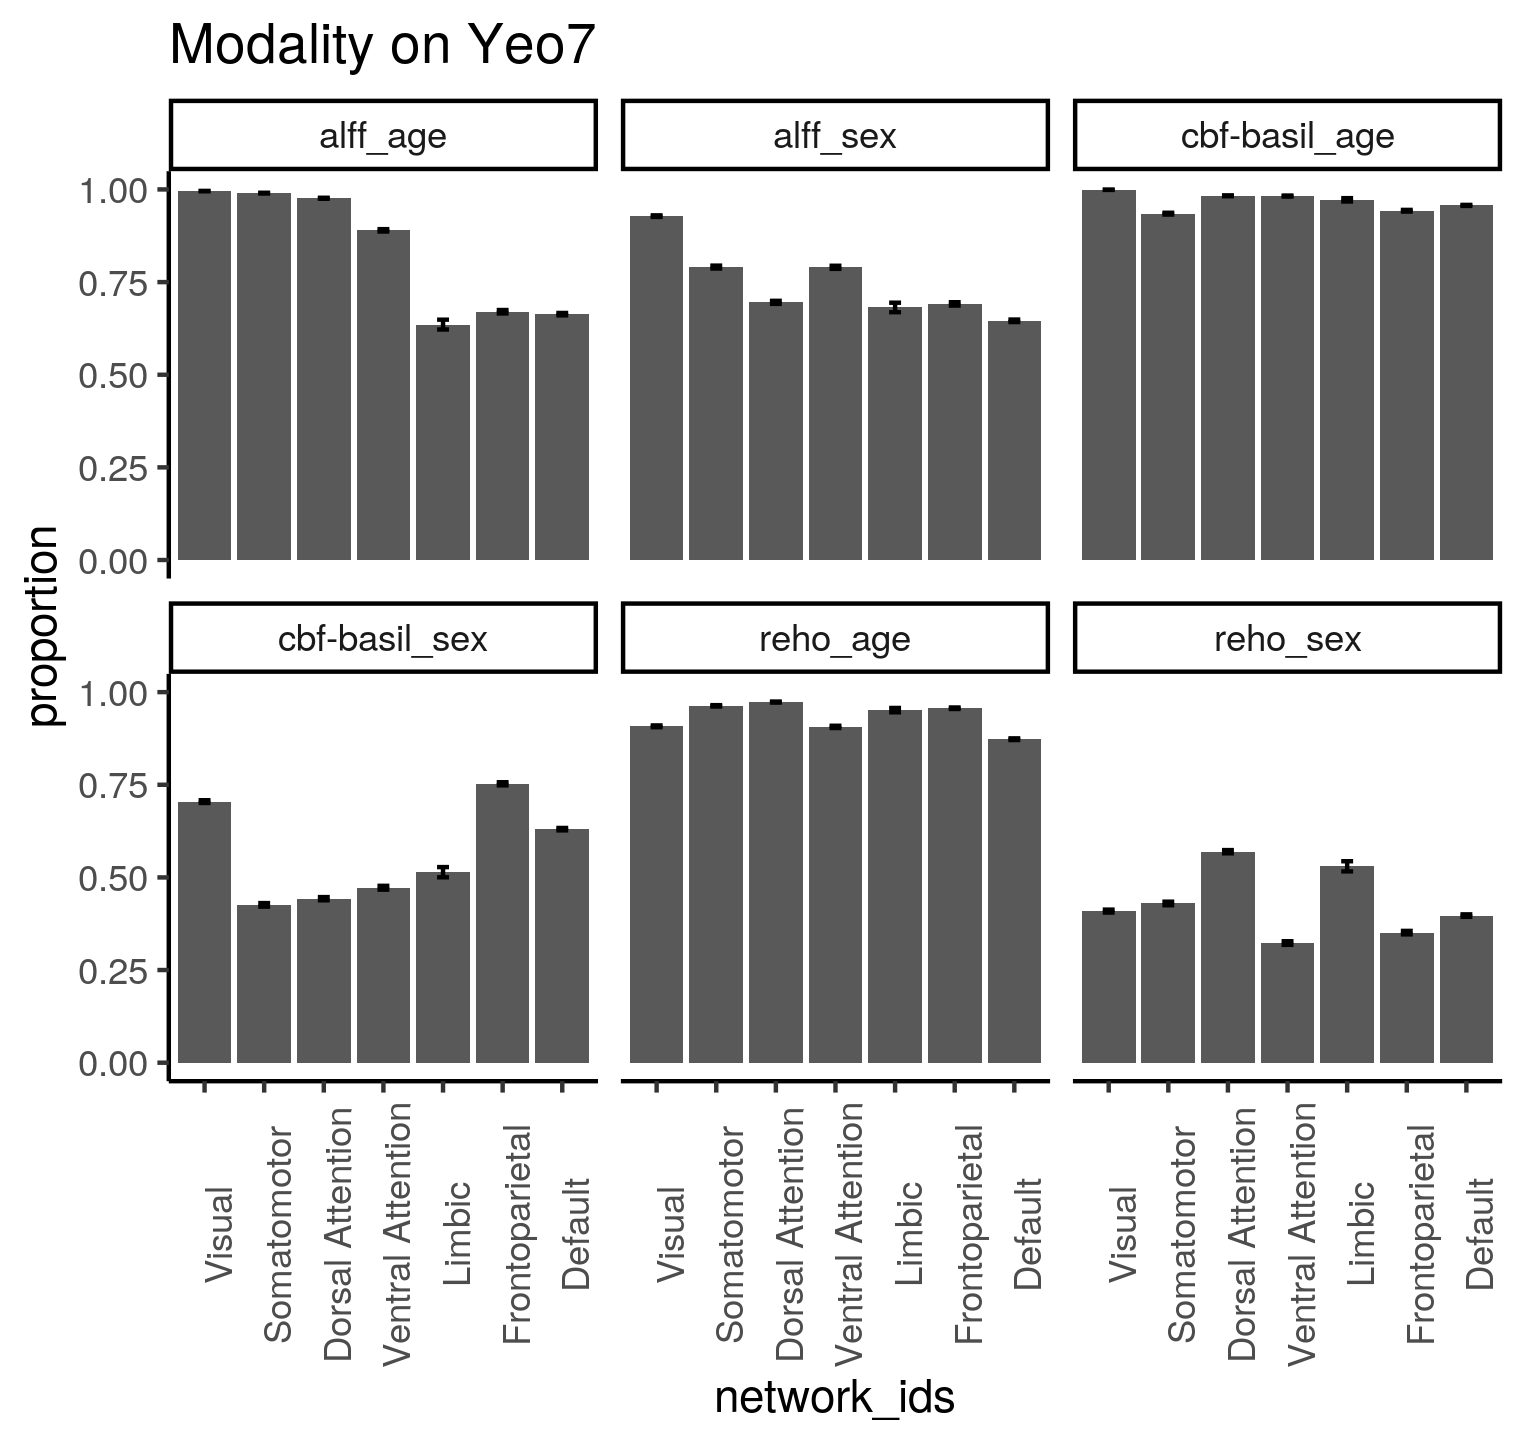 Modality on Yeo7
alff_age
alff_sex
cbf-basil_age
1.00
0.75
0.50
0.25
0.00
proportion
cbf-basil_sex
reho_age
reho_sex
1.00
0.75
0.50
0.25
0.00
Visual
Somatomotor
Dorsal Attention
Ventral Attention
Limbic
Frontoparietal
Default
Visual
Somatomotor
Dorsal Attention
Ventral Attention
Limbic
Frontoparietal
Default
Visual
Somatomotor
Dorsal Attention
Ventral Attention
Limbic
Frontoparietal
Default
network_ids